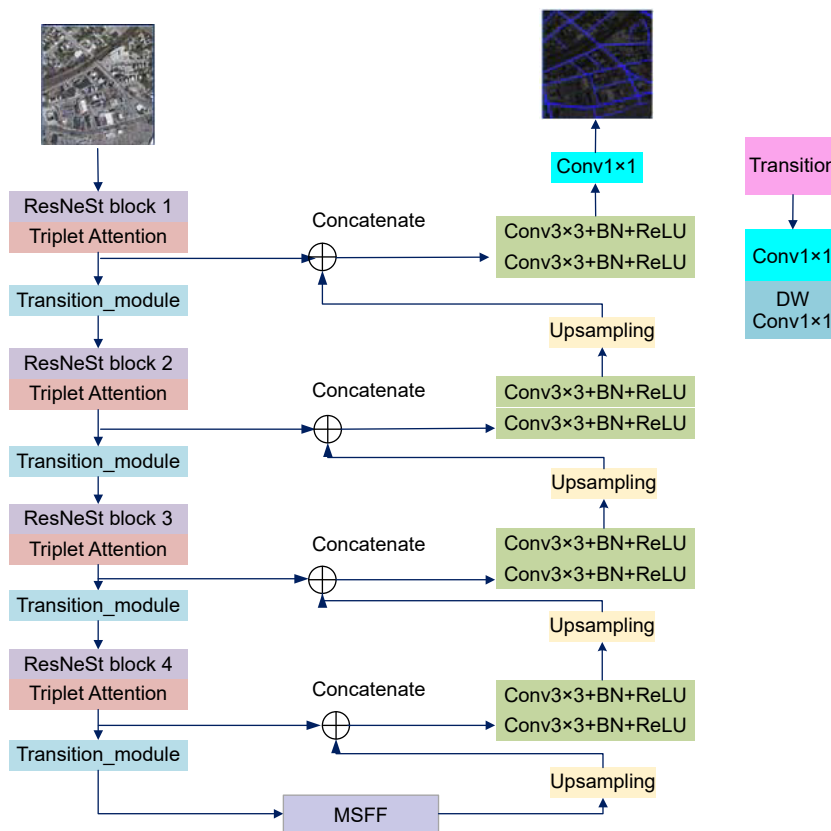 Conv1×1
ResNeSt block 1
Triplet Attention
Concatenate
Conv3×3+BN+ReLU
Conv3×3+BN+ReLU
Transition
Conv1×1
DW
Conv1×1
Transition_module
Upsampling
ResNeSt block 2
Triplet Attention
Concatenate
Conv3×3+BN+ReLU
Conv3×3+BN+ReLU
Transition_module
Upsampling
ResNeSt block 3
Triplet Attention
Concatenate
Conv3×3+BN+ReLU
Conv3×3+BN+ReLU
Transition_module
Upsampling
ResNeSt block 4
Triplet Attention
Concatenate
Conv3×3+BN+ReLU
Conv3×3+BN+ReLU
Transition_module
Upsampling
MSFF